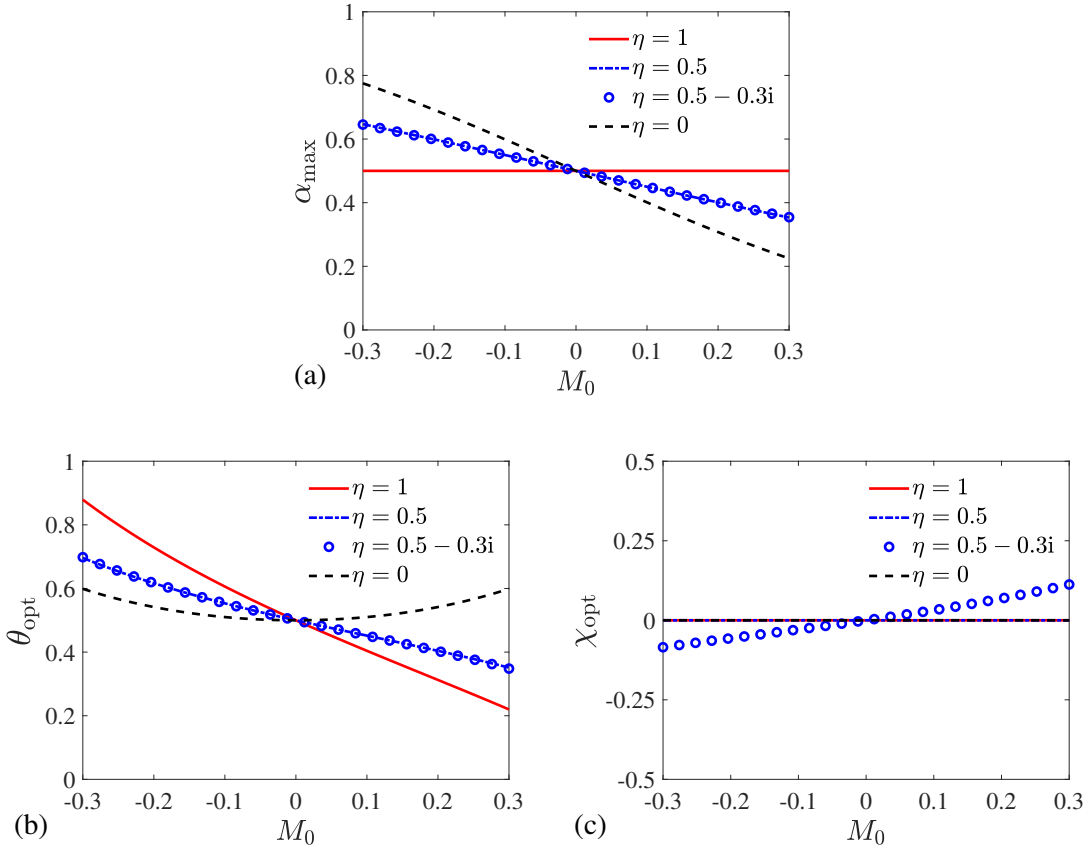 1
0.8
0.6
0.4
0.2
0
α_max
η = 1
η = 0.5
η = 0.5 − 0.3i
η = 0
-0.3 -0.2 -0.1 0 0.1 0.2 0.3
(a) M_0
1
0.8
0.6
0.4
0.2
0
θ_opt
η = 1
η = 0.5
η = 0.5 − 0.3i
η = 0
-0.3 -0.2 -0.1 0 0.1 0.2 0.3
(b) M_0
0.5
0.25
0
-0.25
-0.5
χ_opt
η = 1
η = 0.5
η = 0.5 − 0.3i
η = 0
-0.3 -0.2 -0.1 0 0.1 0.2 0.3
(c) M_0